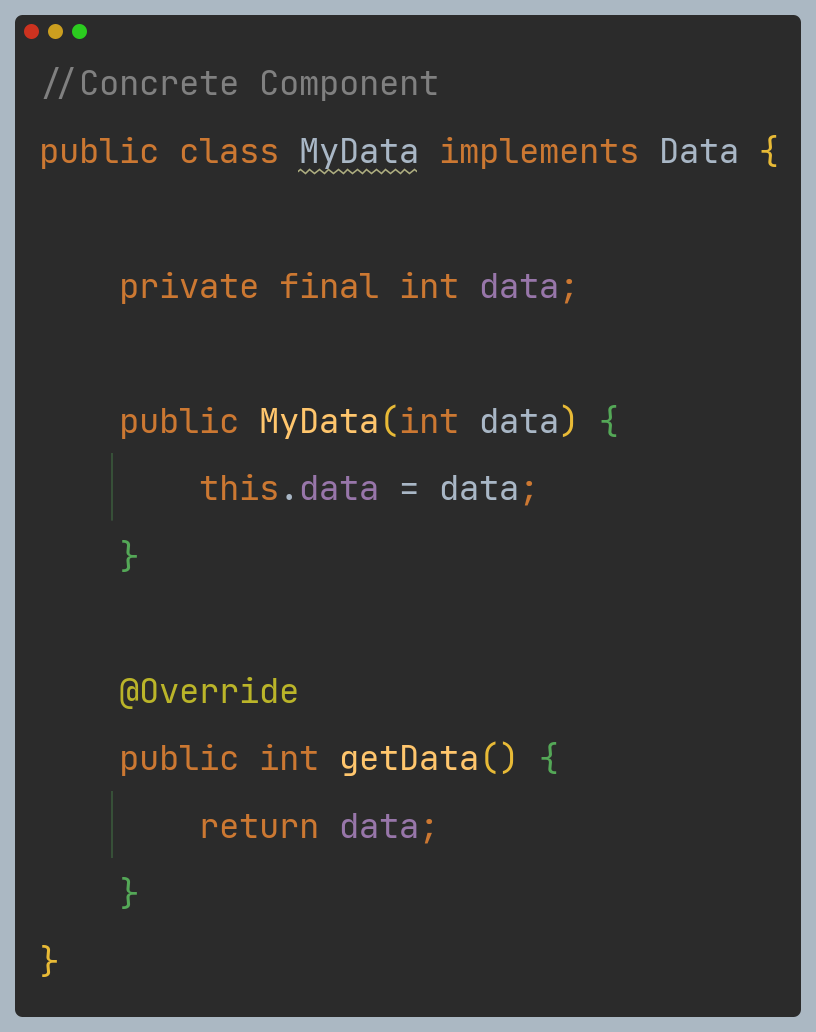 //Concrete Component
public class MyData implements Data {
private final int data;
public MyData(int data) {
this.data = data;
}
@Override
public int getData() {
return data;
}
}